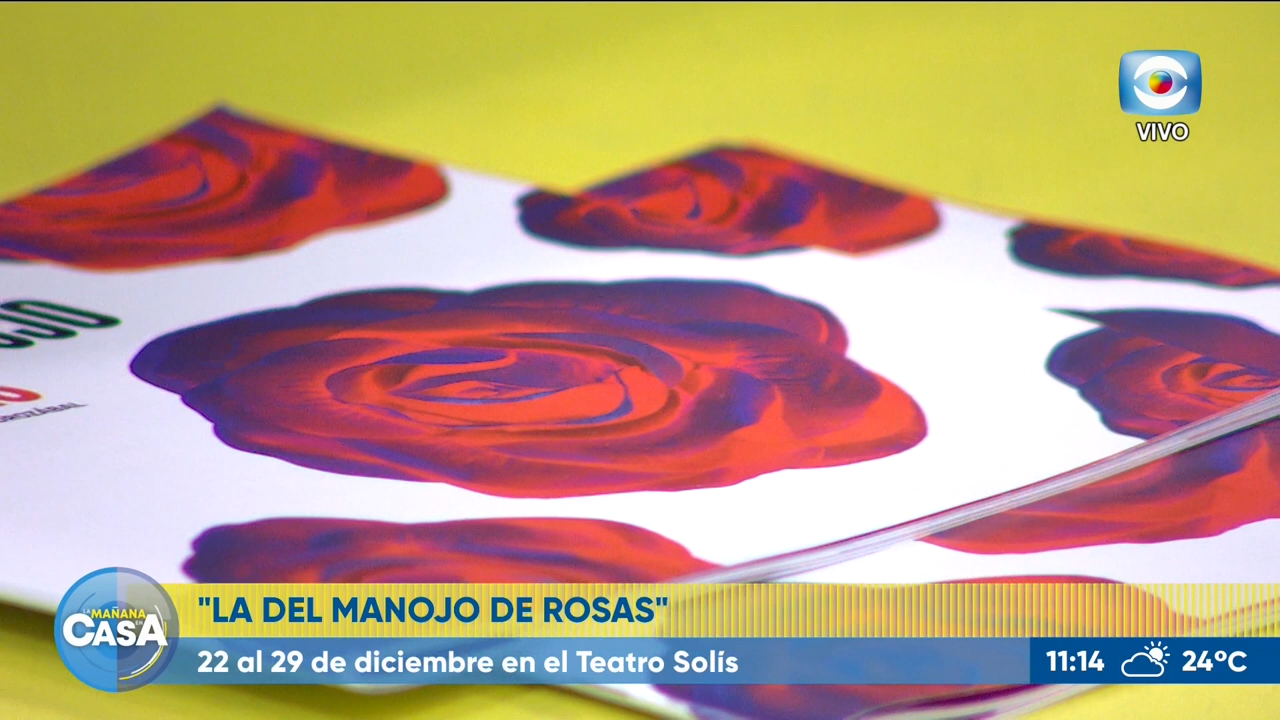 VIVO
"LA DEL MANOJO DE ROSAS"
LA MAÑANA
EN
CASA
22 al 29 de diciembre en el Teatro Solís
11:14
24°C